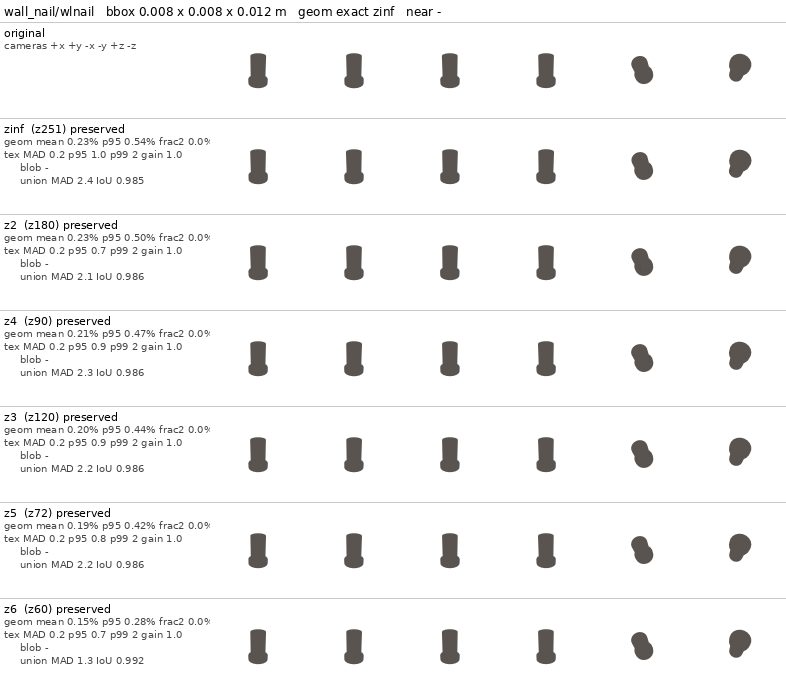 wall_nail/wlnail   bbox 0.008 x 0.008 x 0.012 m   geom exact zinf   near -
original
cameras +x +y -x -y +z -z
zinf  (z251) preserved
geom mean 0.23% p95 0.54% frac2 0.0%
tex MAD 0.2 p95 1.0 p99 2 gain 1.0
blob -
union MAD 2.4 IoU 0.985
z2  (z180) preserved
geom mean 0.23% p95 0.50% frac2 0.0%
tex MAD 0.2 p95 0.7 p99 2 gain 1.0
blob -
union MAD 2.1 IoU 0.986
z4  (z90) preserved
geom mean 0.21% p95 0.47% frac2 0.0%
tex MAD 0.2 p95 0.9 p99 2 gain 1.0
blob -
union MAD 2.3 IoU 0.986
z3  (z120) preserved
geom mean 0.20% p95 0.44% frac2 0.0%
tex MAD 0.2 p95 0.9 p99 2 gain 1.0
blob -
union MAD 2.2 IoU 0.986
z5  (z72) preserved
geom mean 0.19% p95 0.42% frac2 0.0%
tex MAD 0.2 p95 0.8 p99 2 gain 1.0
blob -
union MAD 2.2 IoU 0.986
z6  (z60) preserved
geom mean 0.15% p95 0.28% frac2 0.0%
tex MAD 0.2 p95 0.7 p99 2 gain 1.0
blob -
union MAD 1.3 IoU 0.992